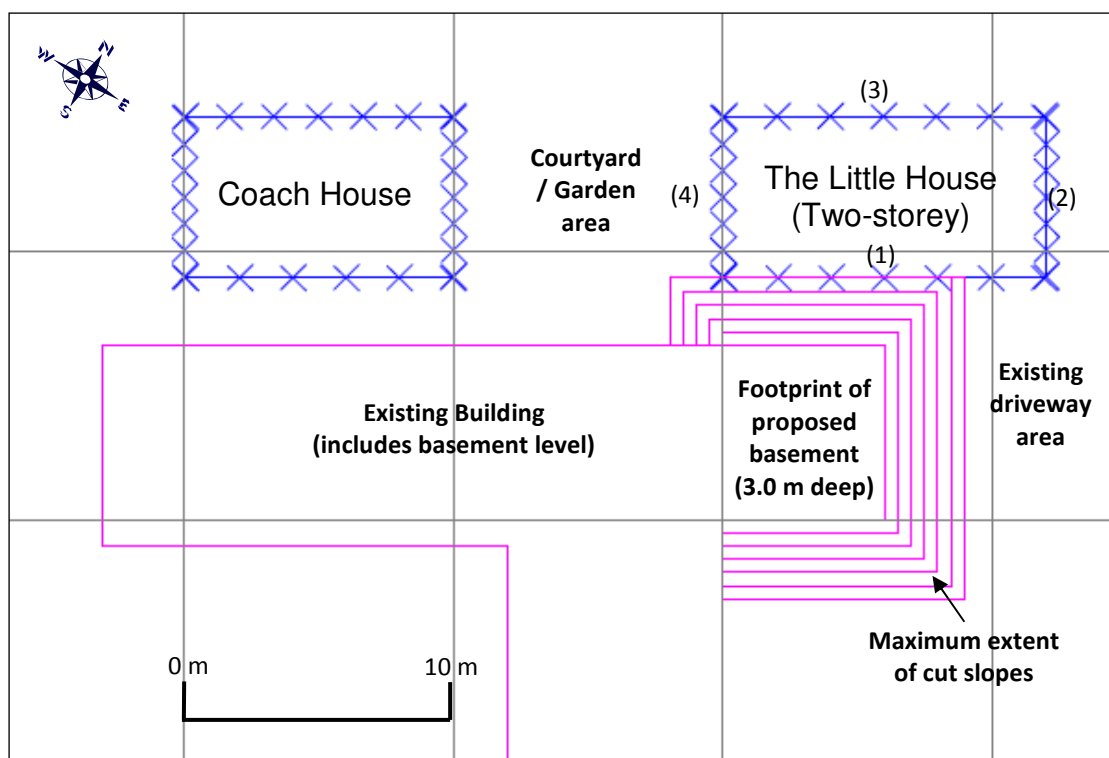 N
W
E
S
(3)
Coach House
Courtyard
/ Garden
area
(4)
The Little House
(Two-storey)
(2)
(1)
Existing Building
(includes basement level)
Footprint of
proposed
basement
(3.0 m deep)
Existing
driveway
area
Maximum extent
of cut slopes
0 m
10 m